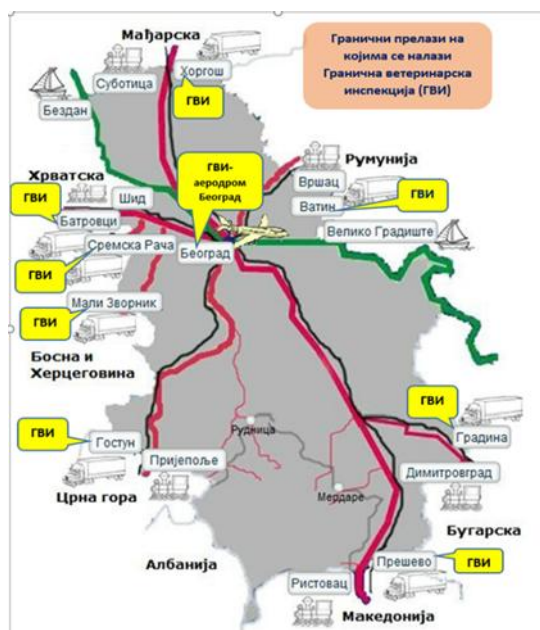 Гранични прелази на
којима се налази
Гранична ветеринарска
инспекција (ГВИ)
Мађарска
Суботица
Хоргош
ГВИ
Бездан
Хрватска
ГВИ
Шид
Батровци
ГВИ-
аеродром
Београд
Румунија
Вршац
Ватин
ГВИ
Велико Градиште
Сремска Рача
ГВИ
Београд
Мали Зворник
ГВИ
Босна и
Херцеговина
ГВИ
Гостун
Пријепоље
Црна гора
Рудница
Мердаре
ГВИ
Градина
Димитровград
Бугарска
Албанија
Прешево
ГВИ
Ристовац
Македонија